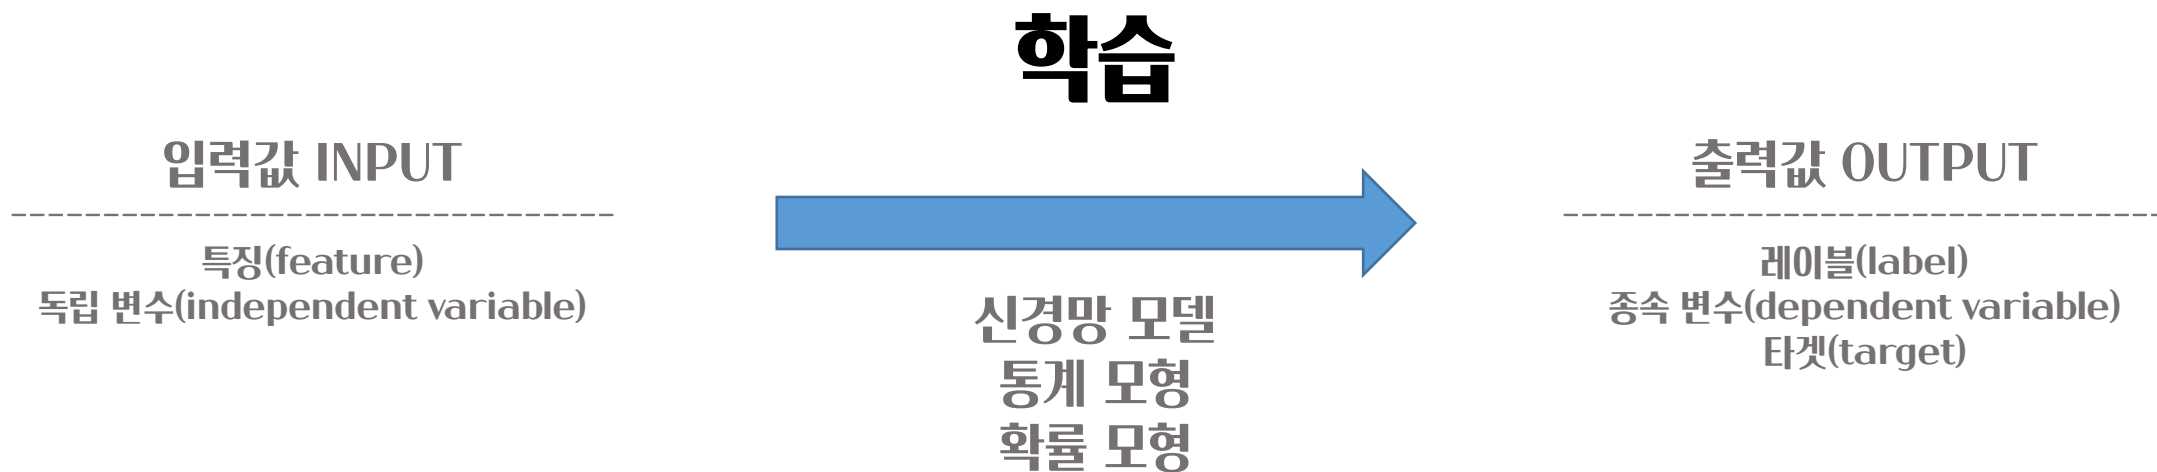 학습
입력값 INPUT
특징(feature)
독립 변수(independent variable)
신경망 모델
통계 모형
확률 모형
출력값 OUTPUT
레이블(label)
종속 변수(dependent variable)
타겟(target)